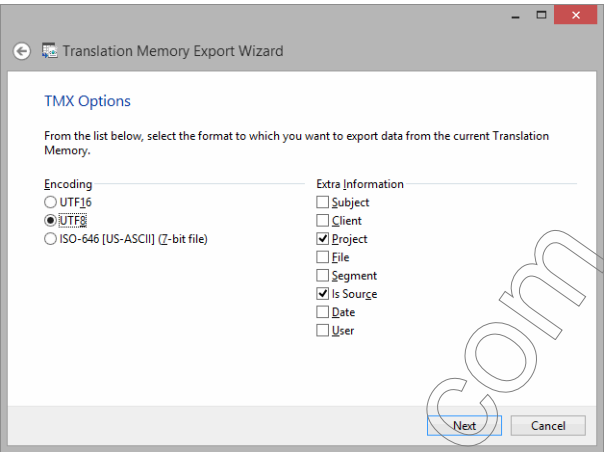 Translation Memory Export Wizard
TMX Options
From the list below, select the format to which you want to export data from the current Translation
Memory.
Encoding
UTF16
UTF8
ISO-646 [US-ASCII] (7-bit file)
Extra Information
Subject
Client
Project
File
Segment
Is Source
Date
User
Next
Cancel
com